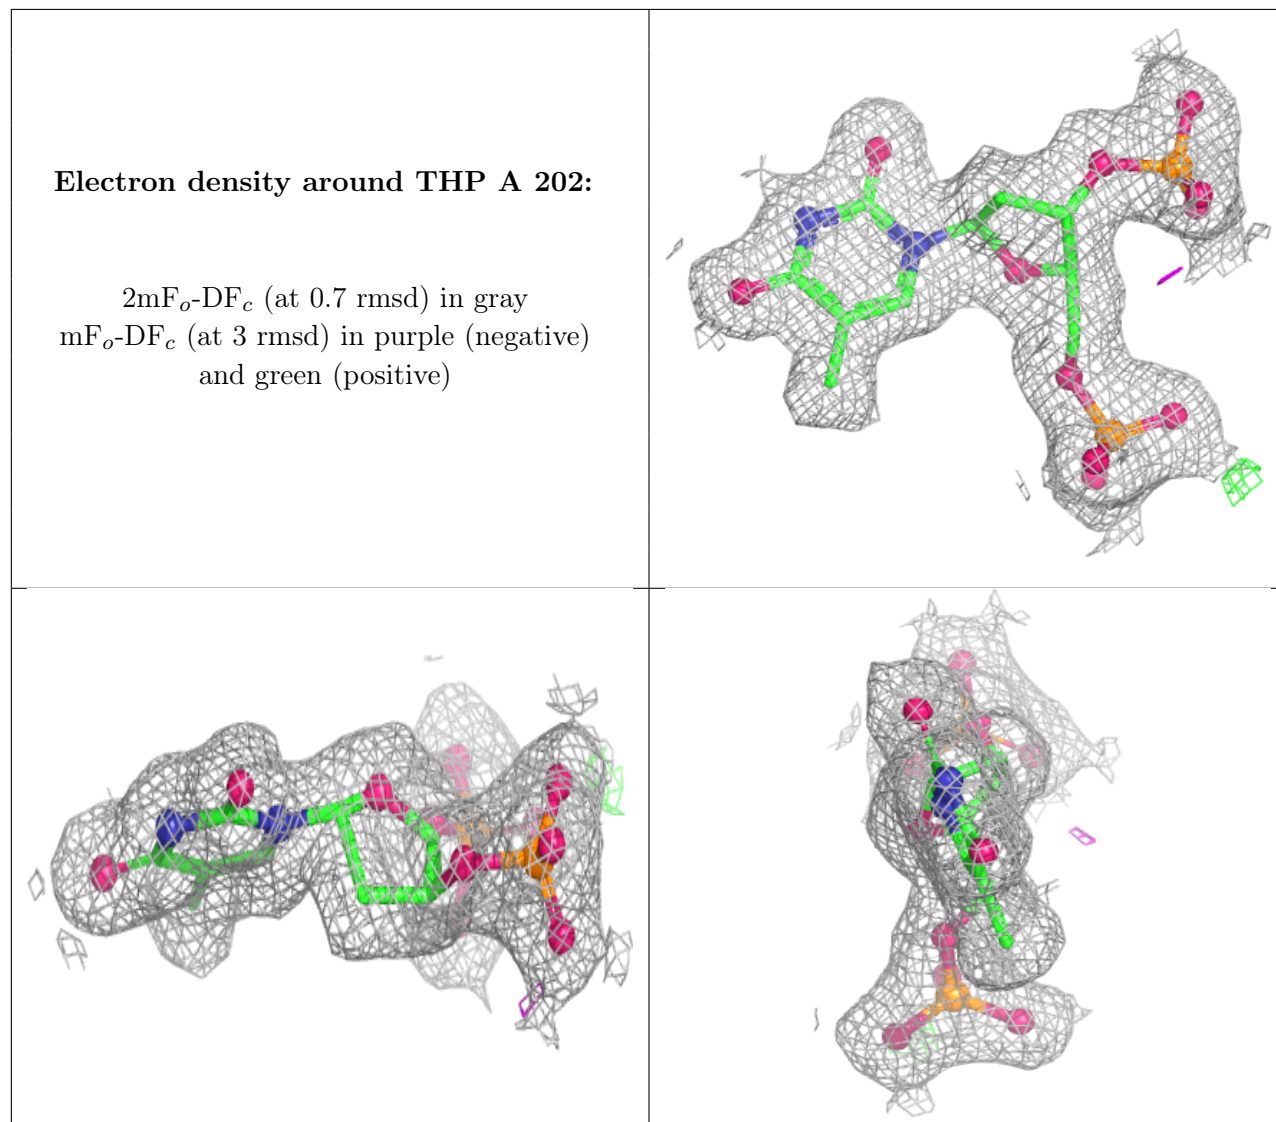 Electron density around THP A 202:
2mFo-DFc (at 0.7 rmsd) in gray
mFo-DFc (at 3 rmsd) in purple (negative)
and green (positive)